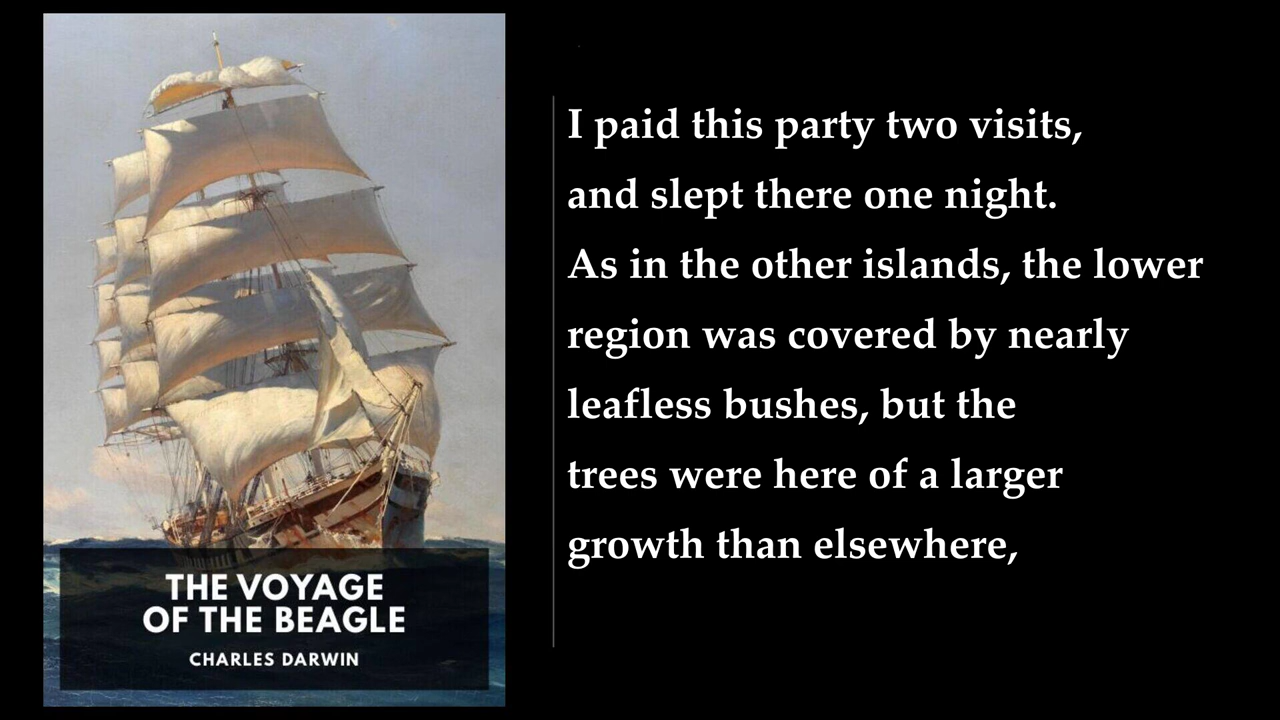 THE VOYAGE
OF THE BEAGLE
CHARLES DARWIN
I paid this party two visits,
and slept there one night.
As in the other islands, the lower
region was covered by nearly
leafless bushes, but the
trees were here of a larger
growth than elsewhere,